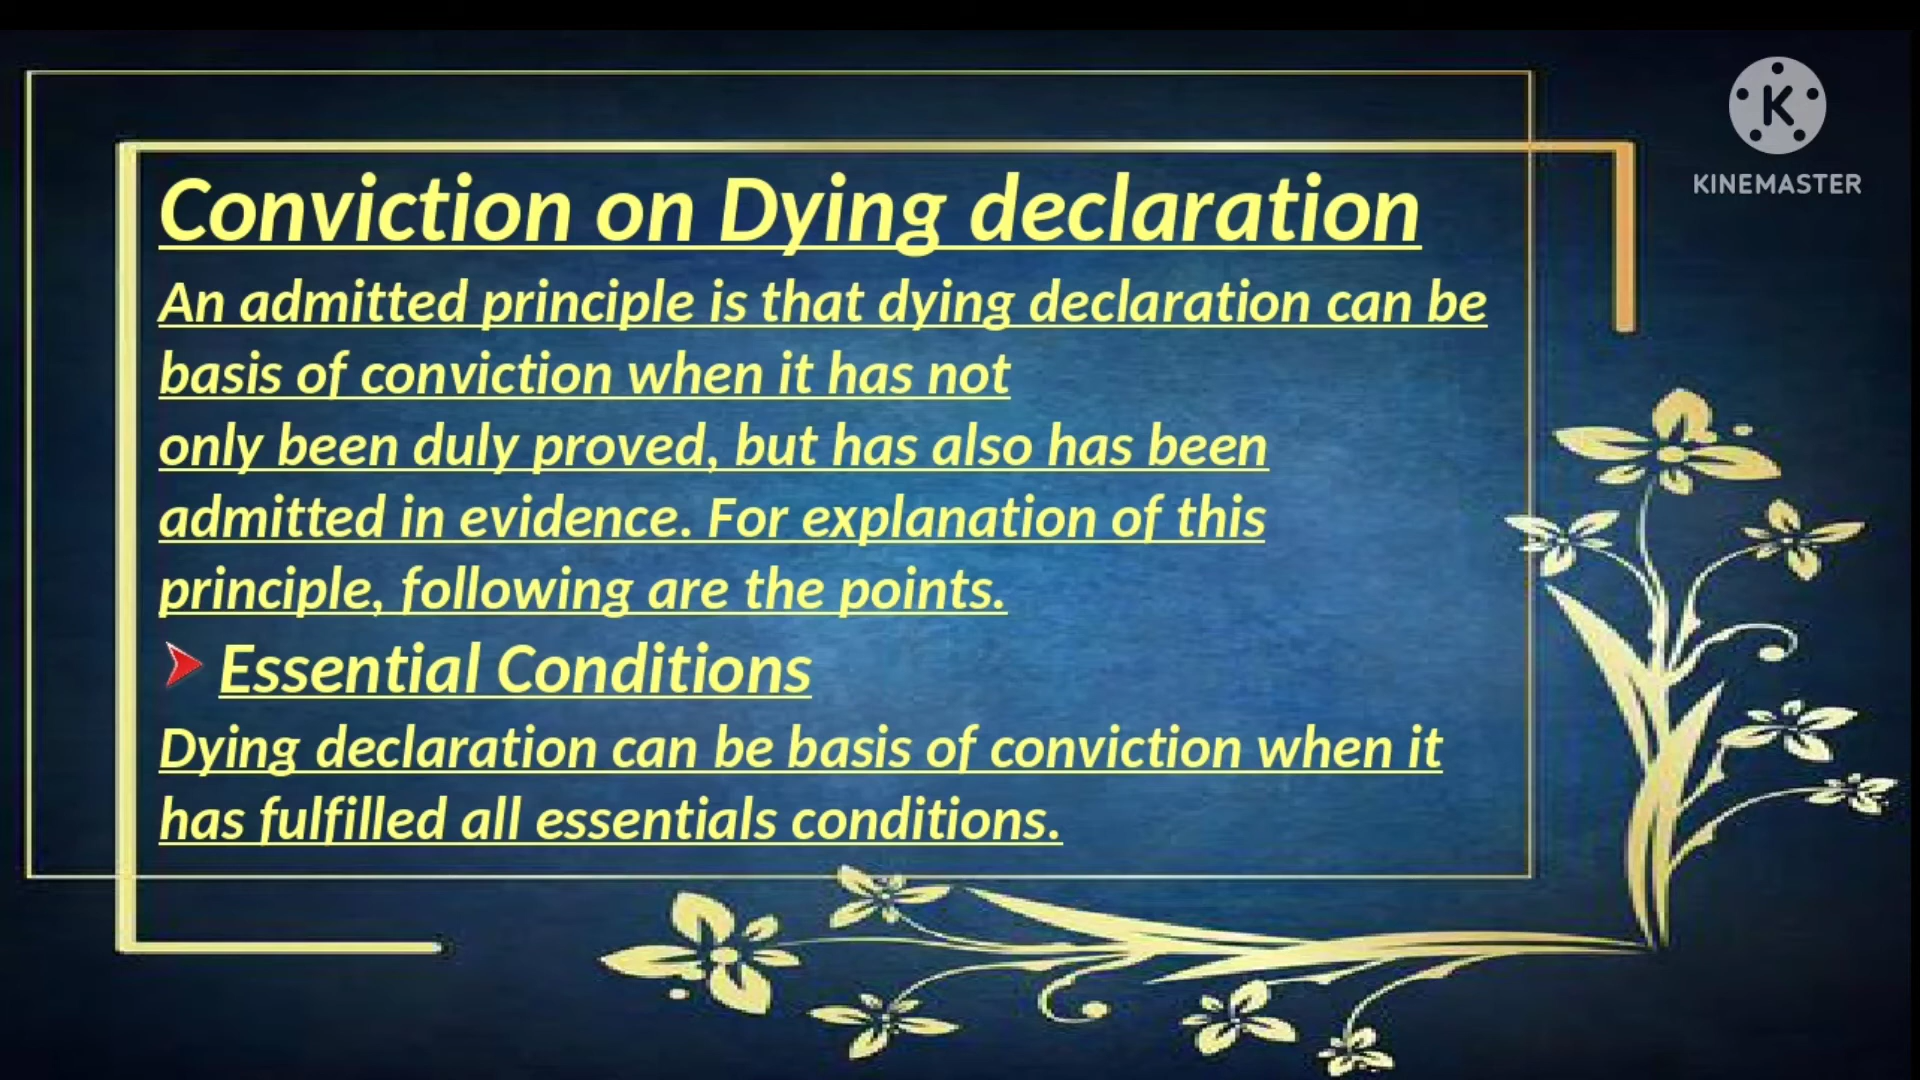 KINEMASTER
Conviction on Dying declaration
An admitted principle is that dying declaration can be
basis of conviction when it has not
only been duly proved, but has also has been
admitted in evidence. For explanation of this
principle, following are the points.
Essential Conditions
Dying declaration can be basis of conviction when it
has fulfilled all essentials conditions.